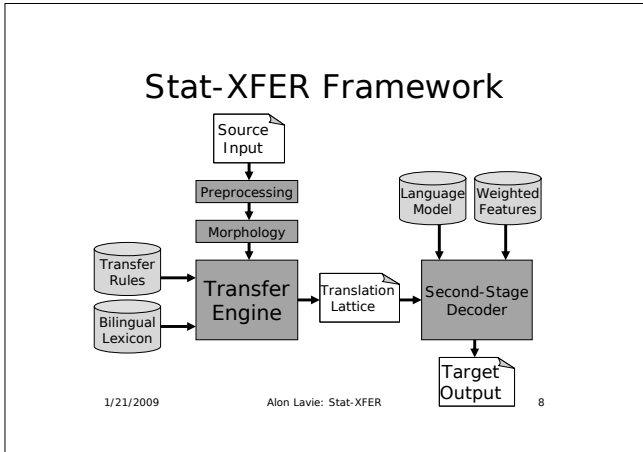 Stat-XFER Framework
Source
Input
Preprocessing
Morphology
Transfer
Rules
Bilingual
Lexicon
Transfer
Engine
Translation
Lattice
Language
Model
Weighted
Features
Second-Stage
Decoder
Target
Output
1/21/2009
Alon Lavie: Stat-XFER
8